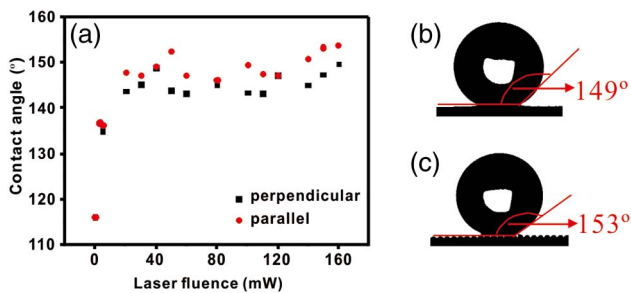 (a)
Contact angle (°)
160
150
140
130
120
110
perpendicular
parallel
0 40 80 120 160
Laser fluence (mW)
(b)
149°
(c)
153°